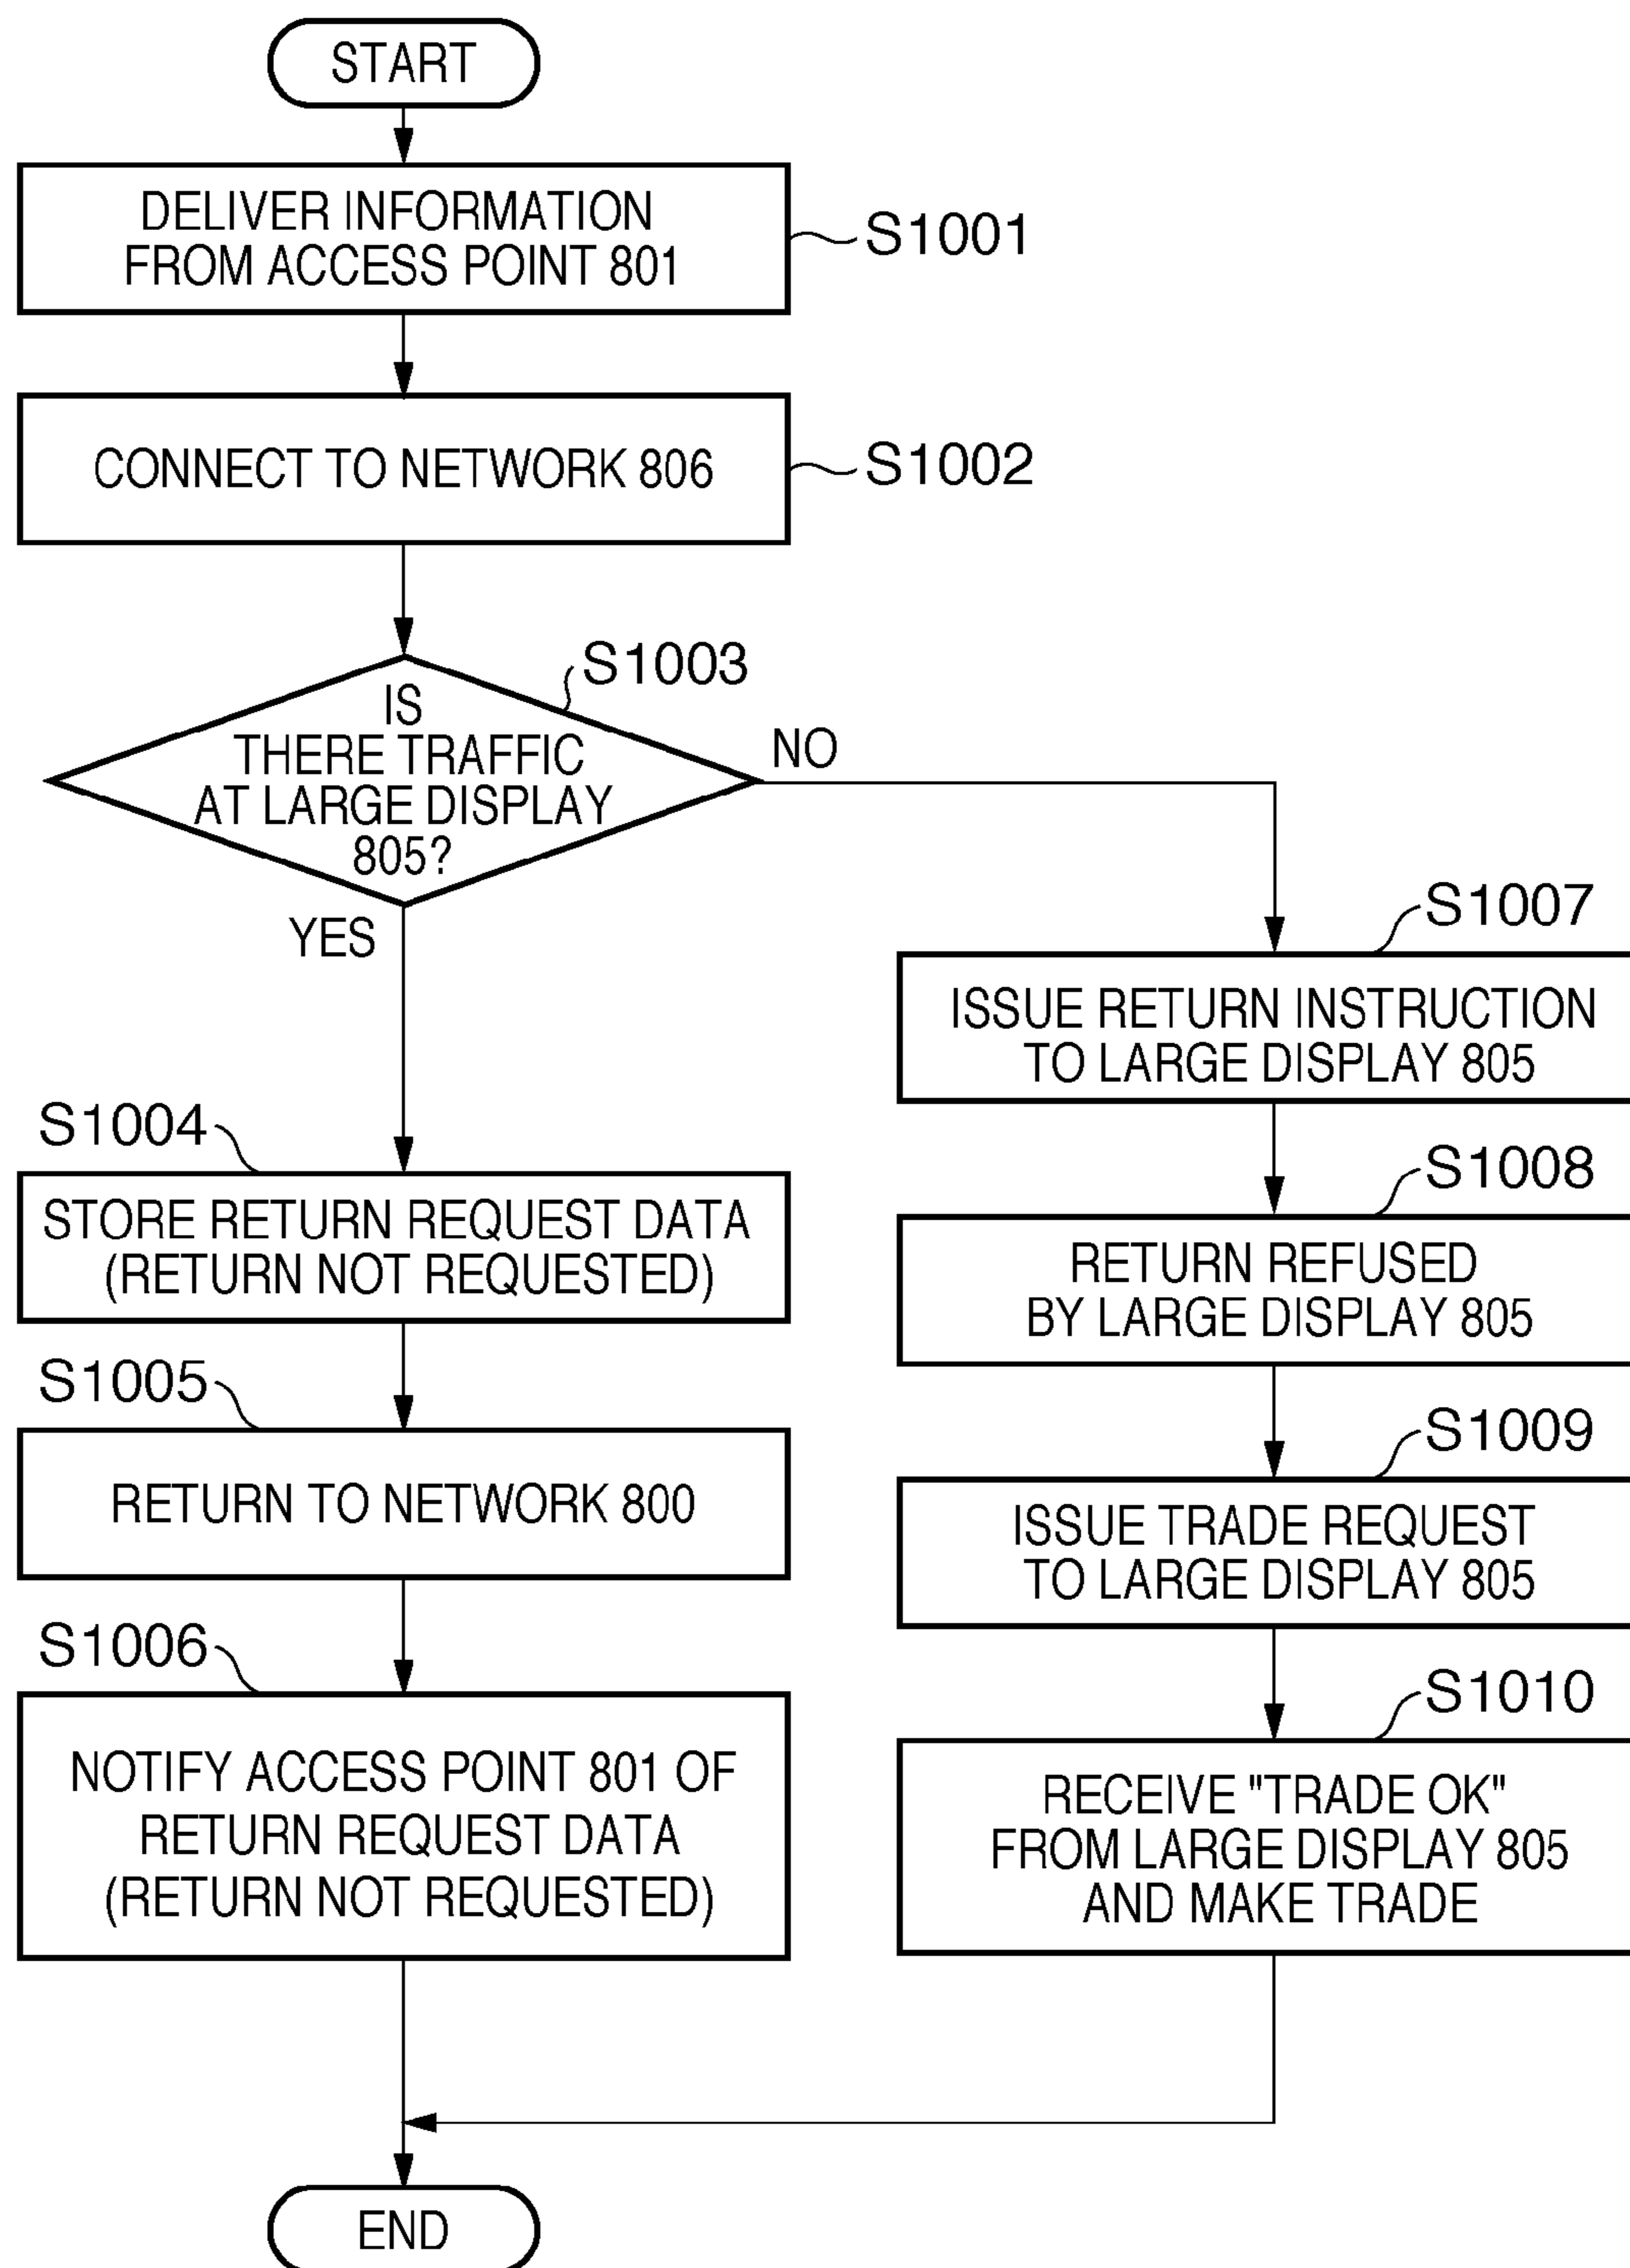 START
DELIVER INFORMATION
FROM ACCESS POINT 801
S1001
CONNECT TO NETWORK 806
S1002
S1003
IS
THERE TRAFFIC
AT LARGE DISPLAY
805?
NO
YES
S1004
STORE RETURN REQUEST DATA
(RETURN NOT REQUESTED)
S1005
RETURN TO NETWORK 800
S1006
NOTIFY ACCESS POINT 801 OF
RETURN REQUEST DATA
(RETURN NOT REQUESTED)
S1007
ISSUE RETURN INSTRUCTION
TO LARGE DISPLAY 805
S1008
RETURN REFUSED
BY LARGE DISPLAY 805
S1009
ISSUE TRADE REQUEST
TO LARGE DISPLAY 805
S1010
RECEIVE "TRADE OK"
FROM LARGE DISPLAY 805
AND MAKE TRADE
END